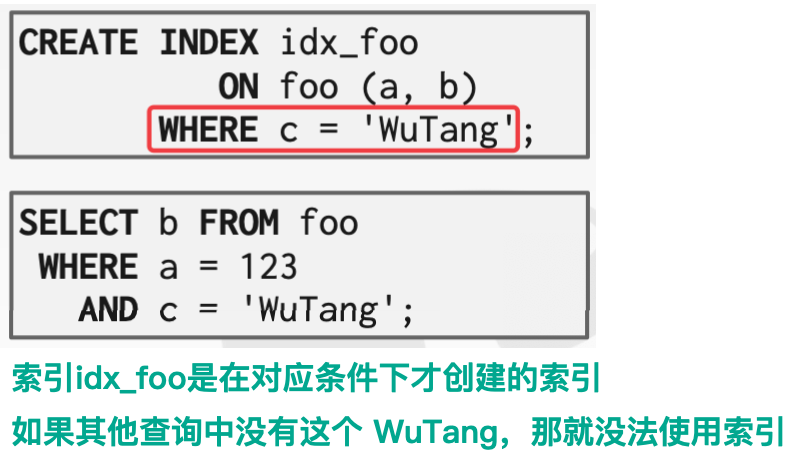 CREATE INDEX idx_foo
ON foo (a, b)
WHERE c = 'WuTang';
SELECT b FROM foo
WHERE a = 123
AND c = 'WuTang';
索引idx_foo是在对应条件下才创建的索引
如果其他查询中没有这个 WuTang，那就没法使用索引